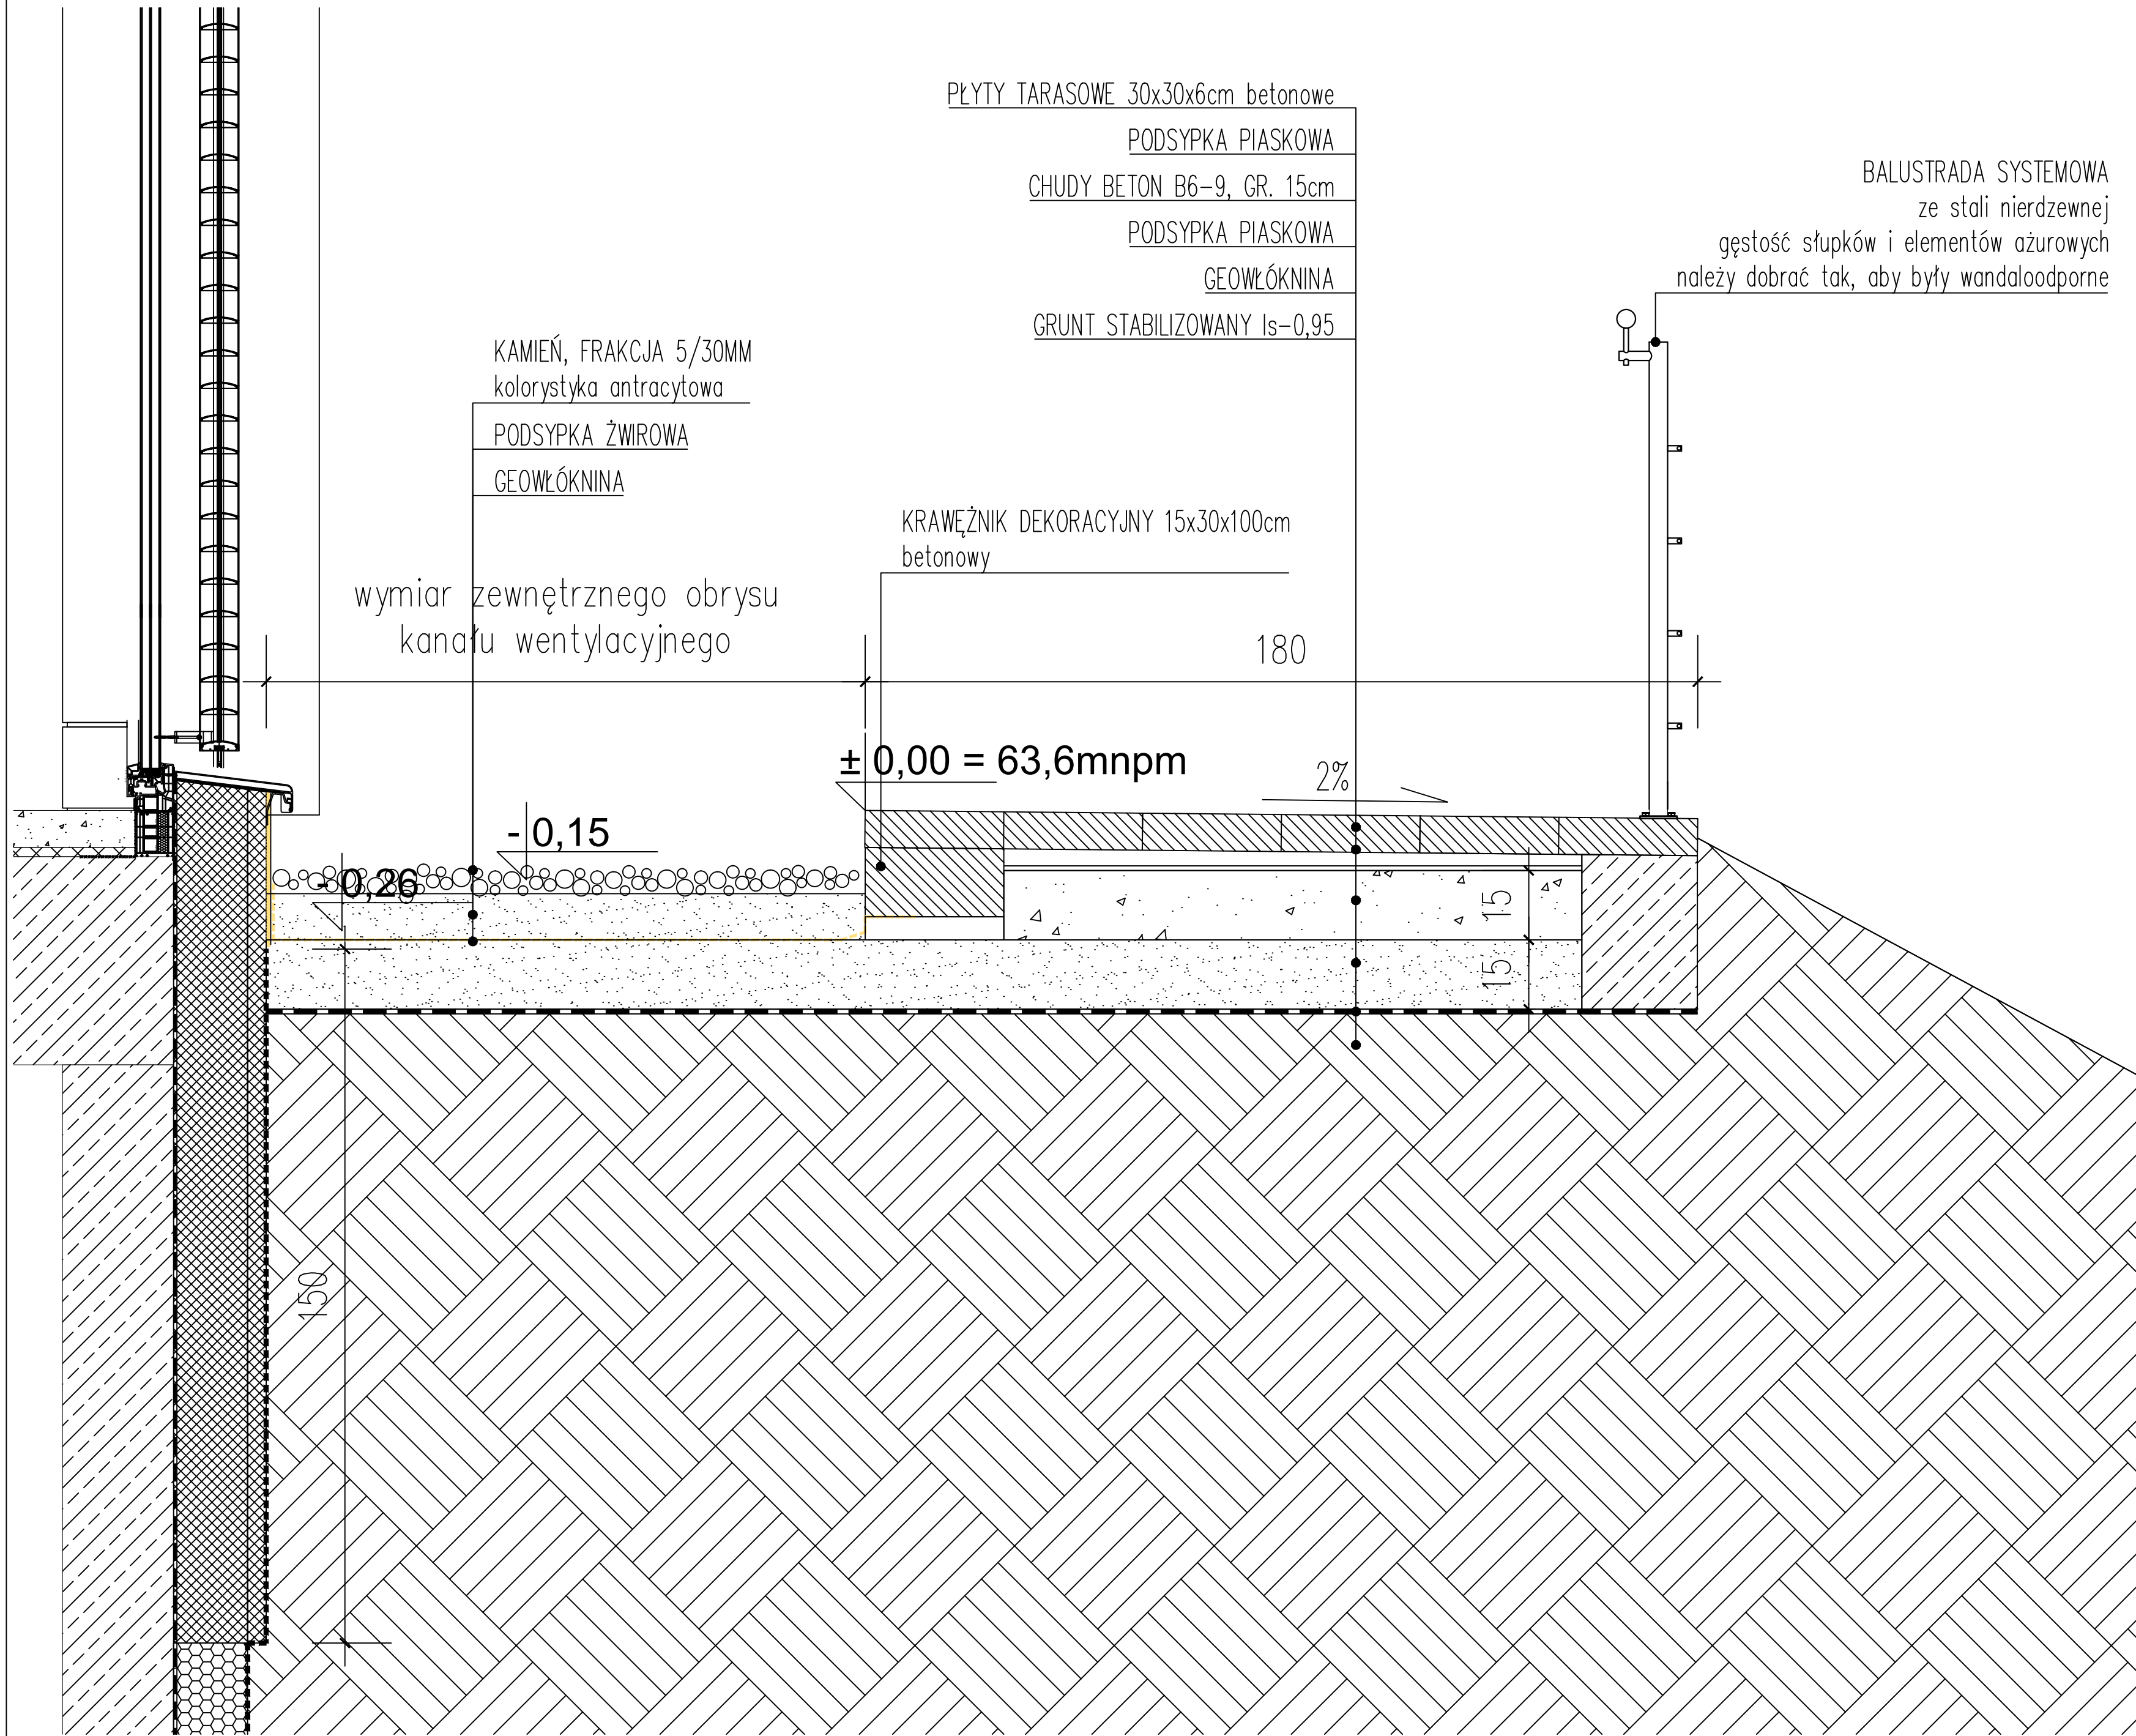 PŁYTY TARASOWE 30x30x6cm betonowe
PODSYPKA PIASKOWA
CHUDY BETON B6-9, GR. 15cm
PODSYPKA PIASKOWA
GEOWŁÓKNINA
GRUNT STABILIZOWANY Is-0,95
BALUSTRADA SYSTEMOWA
ze stali nierdzewnej
gęstość słupków i elementów ażurowych
należy dobrać tak, aby były wandaloodporne
KAMIEŃ, FRAKCJA 5/30MM
kolorystyka antracytowa
PODSYPKA ŻWIROWA
GEOWŁÓKNINA
KRAWĘŻNIK DEKORACYJNY 15x30x100cm
betonowy
wymiar zewnętrznego obrysu
kanału wentylacyjnego
180
± 0,00 = 63,6mnpm
2%
- 0,15
- 0,26
15
15
150